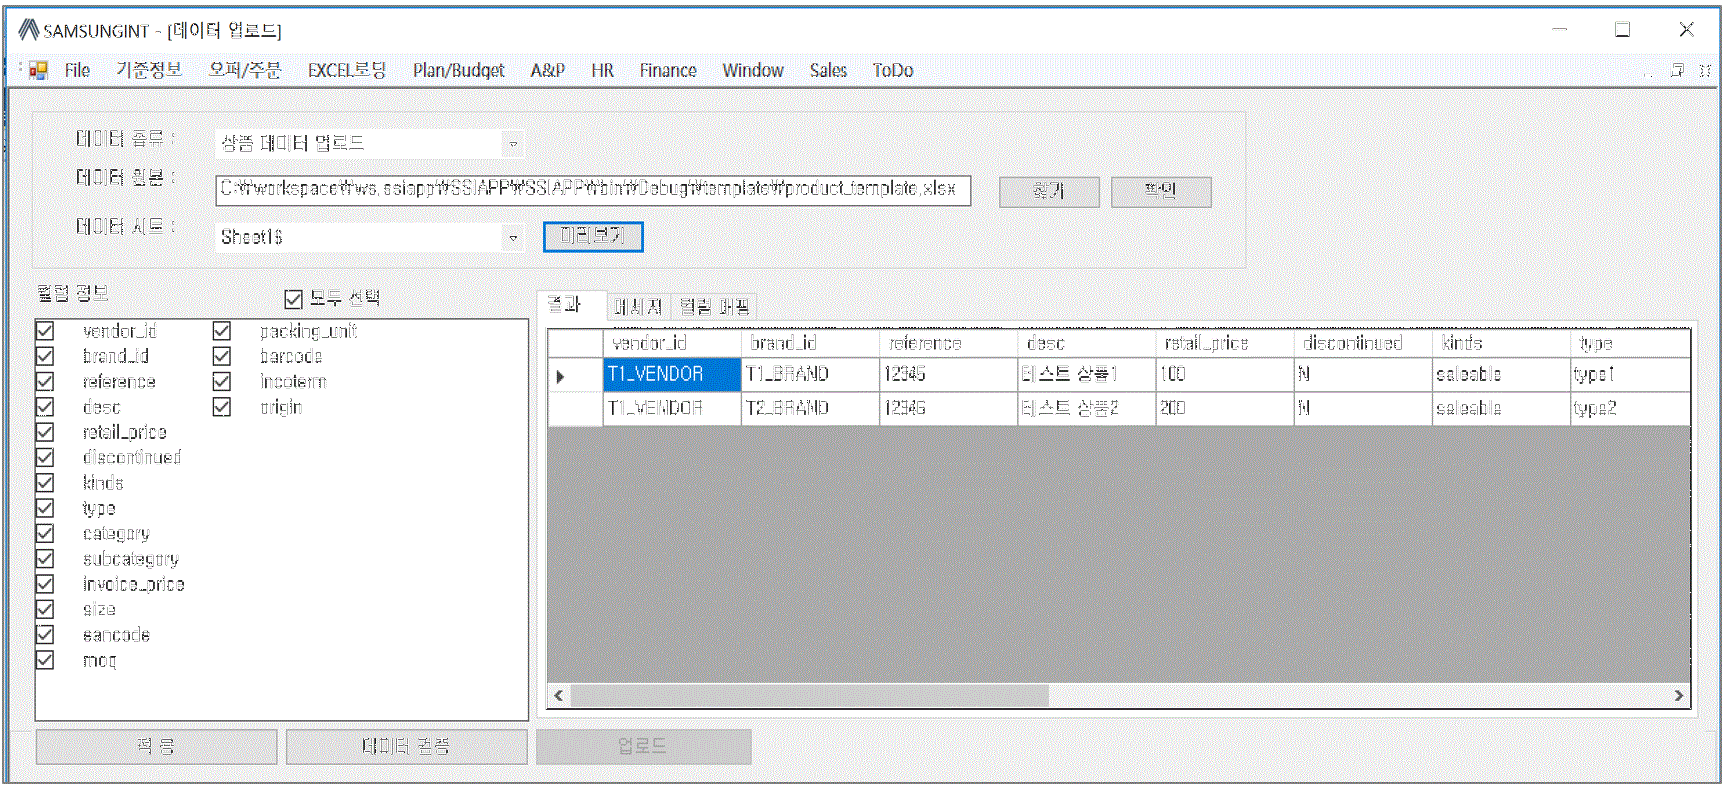 SAMSUNGINT - [데이터 업로드]
File 기준정보 오퍼/주문 EXCEL로딩 Plan/Budget A&P HR Finance Window Sales ToDo
데이터 종류 : 상품 데이터 업로드
데이터 원본 : C:\workspace\ws.ssiapp\SSIAPP\SSIAPP\bin\Debug\template\product_template.xlsx 찾기 확인
데이터 시트 : Sheet1$ 미리보기
컬럼 정보 모두 선택
vendor_id packing_unit
brand_id barcode
reference incoterm
desc origin
retail_price
discontinued
kinds
type
category
subcategory
invoice_price
size
eancode
moq
결과 메세지 컬럼 매핑
vendor_id brand_id reference desc retail_price discontinued kinds type
T1_VENDOR T1_BRAND 12345 테스트 상품1 100 N saleable type1
T1_VENDOR T2_BRAND 12346 테스트 상품2 200 N saleable type2
적 용 데이터 검증 업로드